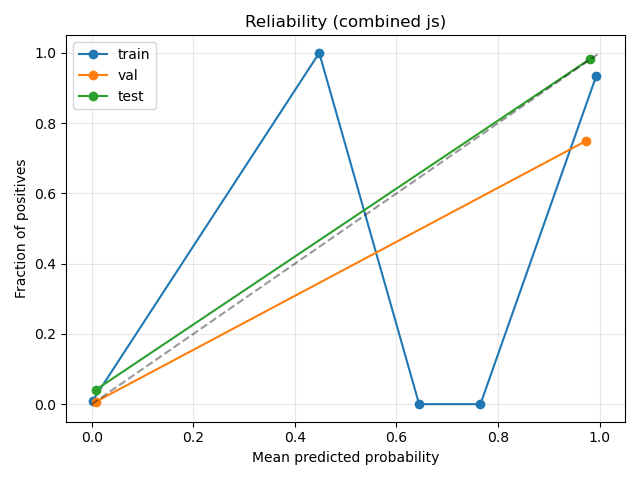 Reliability (combined js)
train
val
test
Fraction of positives
1.0
0.8
0.6
0.4
0.2
0.0
0.0 0.2 0.4 0.6 0.8 1.0
Mean predicted probability